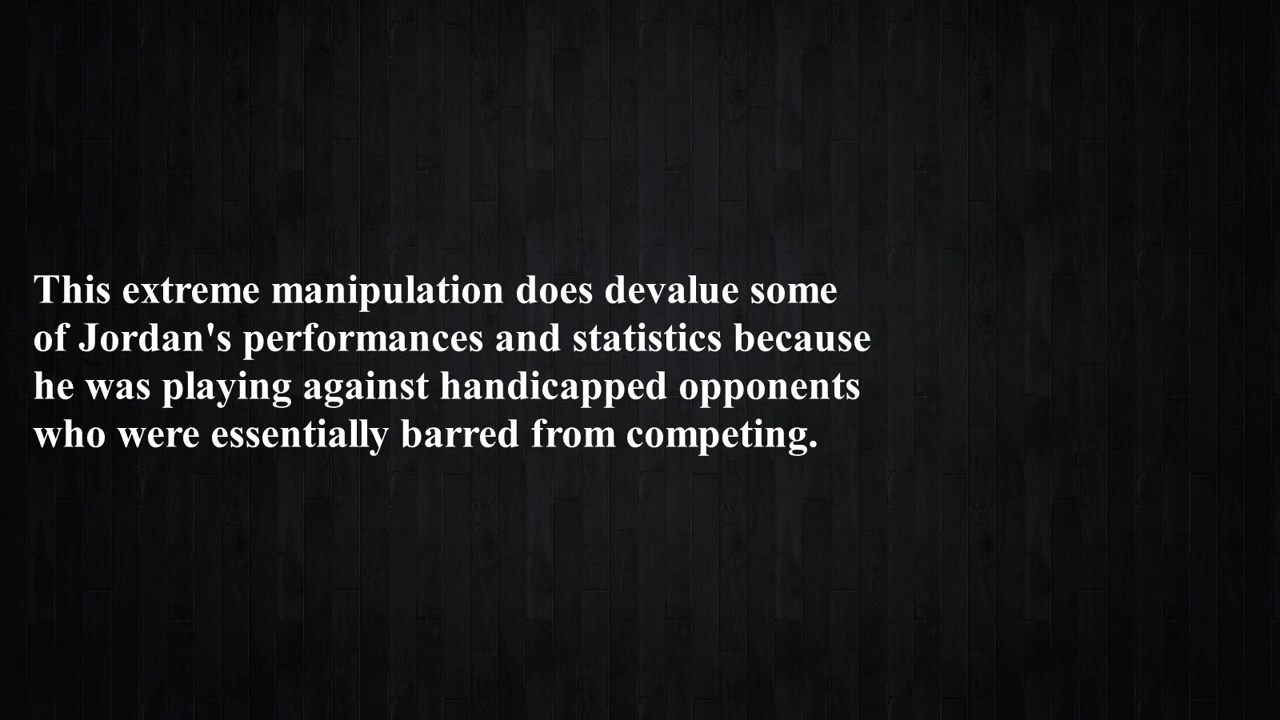 This extreme manipulation does devalue some
of Jordan's performances and statistics because
he was playing against handicapped opponents
who were essentially barred from competing.